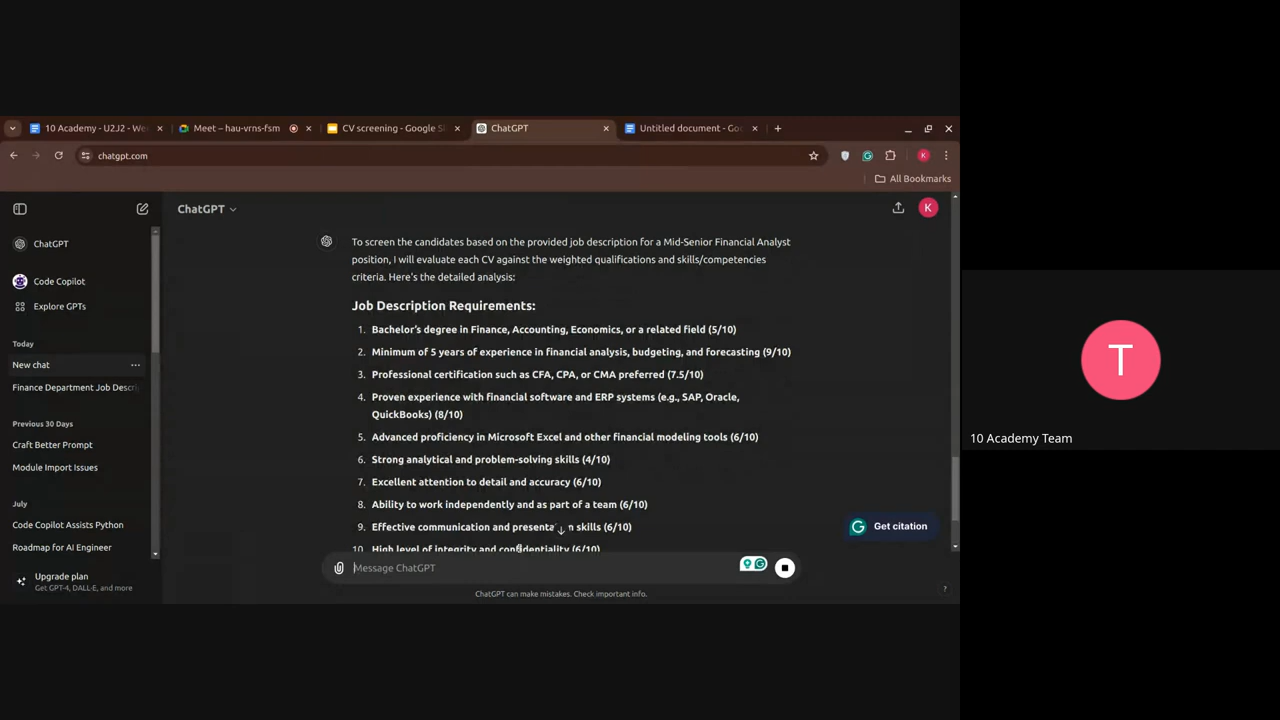 10 Academy - U2J2 - We
Meet – hau-vrns-fsm
CV screening - Google Sl
ChatGPT
Untitled document - Goo
chatgpt.com
K
All Bookmarks
ChatGPT
K
ChatGPT
Code Copilot
Explore GPTs
Today
New chat
Finance Department Job Descri
Previous 30 Days
Craft Better Prompt
Module Import Issues
July
Code Copilot Assists Python
Roadmap for AI Engineer
Upgrade plan
Get GPT-4, DALL·E, and more
To screen the candidates based on the provided job description for a Mid-Senior Financial Analyst
position, I will evaluate each CV against the weighted qualifications and skills/competencies
criteria. Here's the detailed analysis:
Job Description Requirements:
1. Bachelor's degree in Finance, Accounting, Economics, or a related field (5/10)
2. Minimum of 5 years of experience in financial analysis, budgeting, and forecasting (9/10)
3. Professional certification such as CFA, CPA, or CMA preferred (7.5/10)
4. Proven experience with financial software and ERP systems (e.g., SAP, Oracle,
QuickBooks) (8/10)
5. Advanced proficiency in Microsoft Excel and other financial modeling tools (6/10)
6. Strong analytical and problem-solving skills (4/10)
7. Excellent attention to detail and accuracy (6/10)
8. Ability to work independently and as part of a team (6/10)
9. Effective communication and presentation skills (6/10)
10. High level of integrity and confidentiality (6/10)
Get citation
Message ChatGPT
ChatGPT can make mistakes. Check important info.
?
T
10 Academy Team